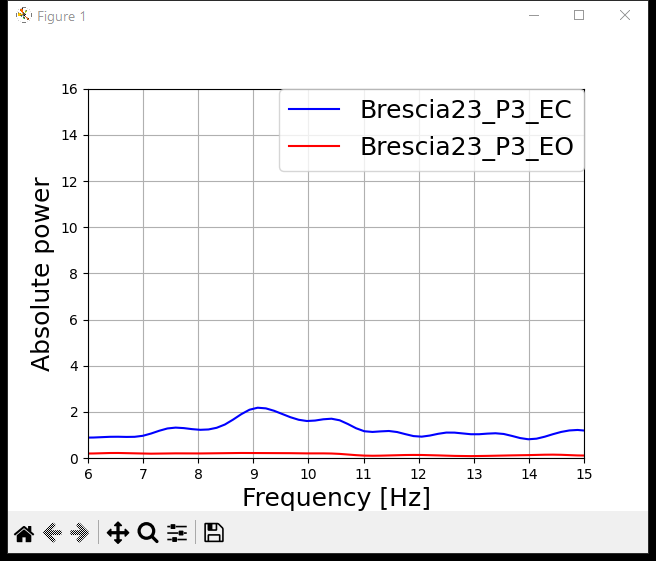 Figure 1
Brescia23_P3_EC
Brescia23_P3_EO
Absolute power
16
14
12
10
8
6
4
2
0
6 7 8 9 10 11 12 13 14 15
Frequency [Hz]